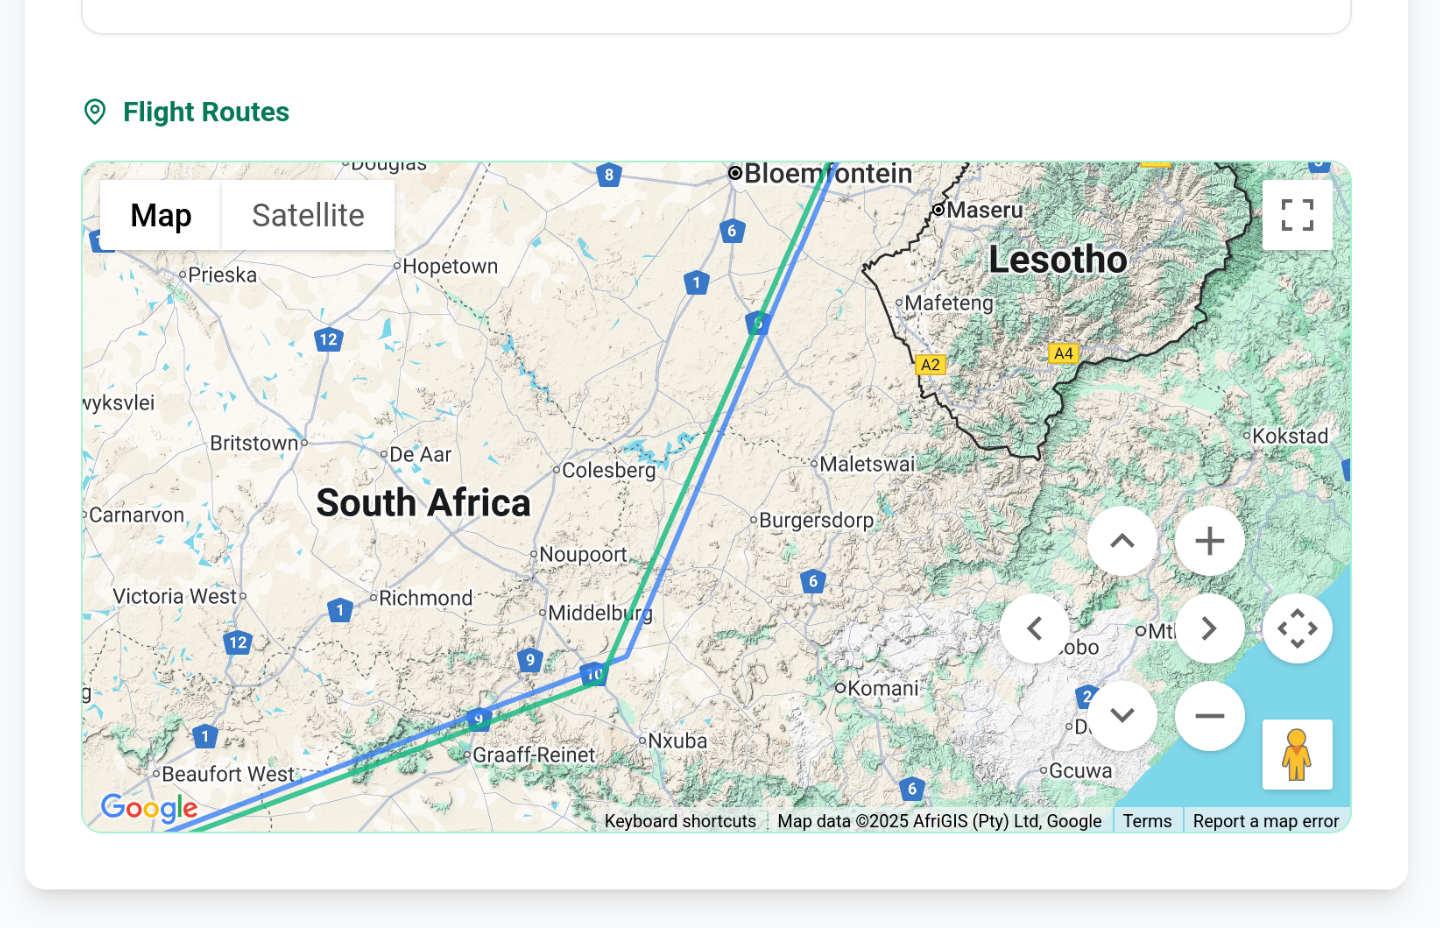 Flight Routes
Douglas
8
Bloemfontein
Map
Satellite
6
Maseru
Lesotho
Prieska
Hopetown
1
Mafeteng
6
12
A4
A2
wyksvlei
Britstown
De Aar
Kokstad
Colesberg
Maletswai
South Africa
Carnarvon
Burgersdorp
Noupoort
6
Victoria West
1
Richmond
Middelburg
12
9
10
Komani
2
9
1
Nxuba
Graaff-Reinet
Beaufort West
Gcuwa
6
Google
Keyboard shortcuts
Map data ©2025 AfriGIS (Pty) Ltd, Google
Terms
Report a map error